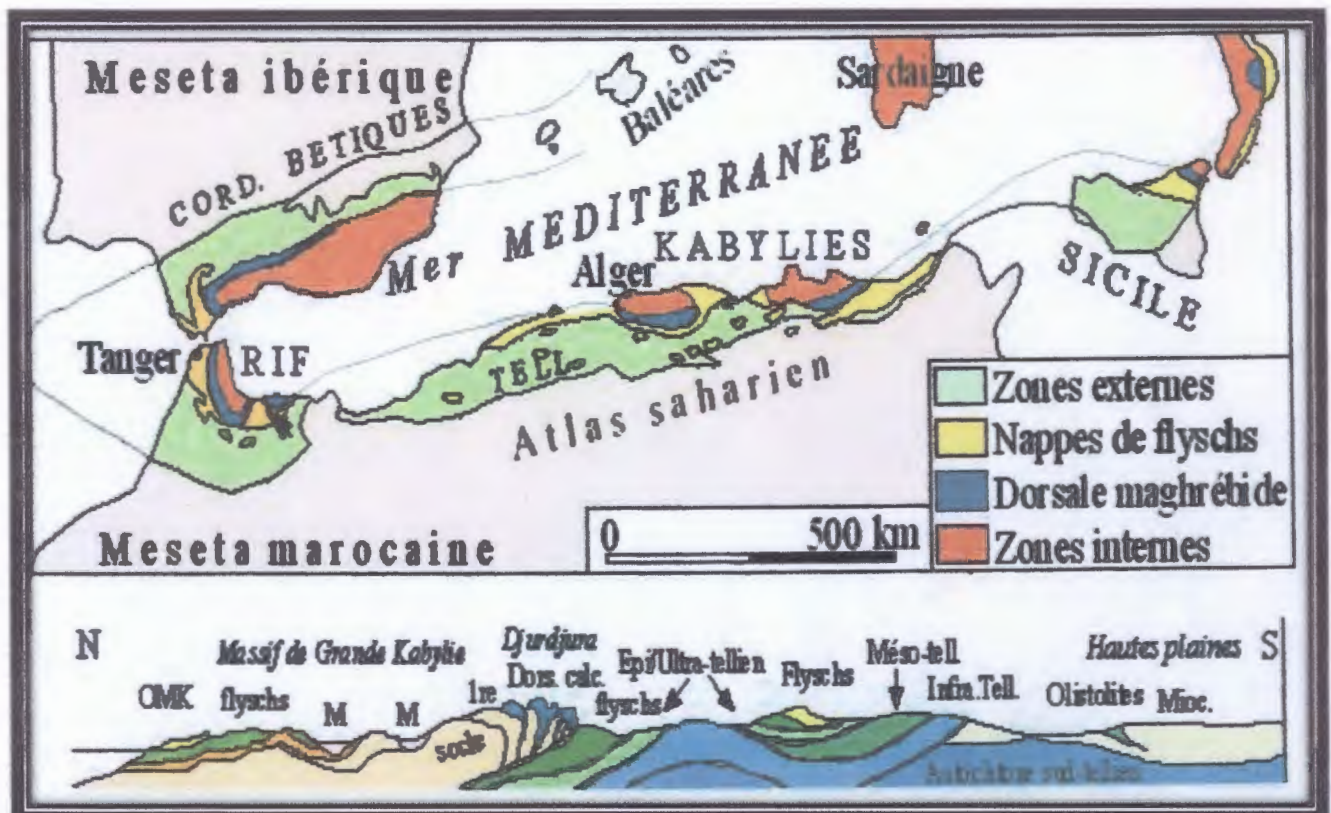 Meseta ibérique
CORD. BETIQUES
Baléares
Sardaigne
Mer MEDITERRANEE
KABYLIES
Alger
SICILE
Tanger
RIF
TELL
Atlas saharien
Meseta marocaine
0 500 km
Zones externes
Nappes de flyschs
Dorsale maghrébide
Zones internes
N
Massif de Grande Kabylie
Djurdjura
Hautes plaines S
OMK
flyschs
M
M
1re
Dors. calc.
flyschs
Epi/Ultra-tellien
Flyschs
Méso-tell.
Infra.Tell.
Olistolites
Mioc.
socle
Autochtone sud-tellien